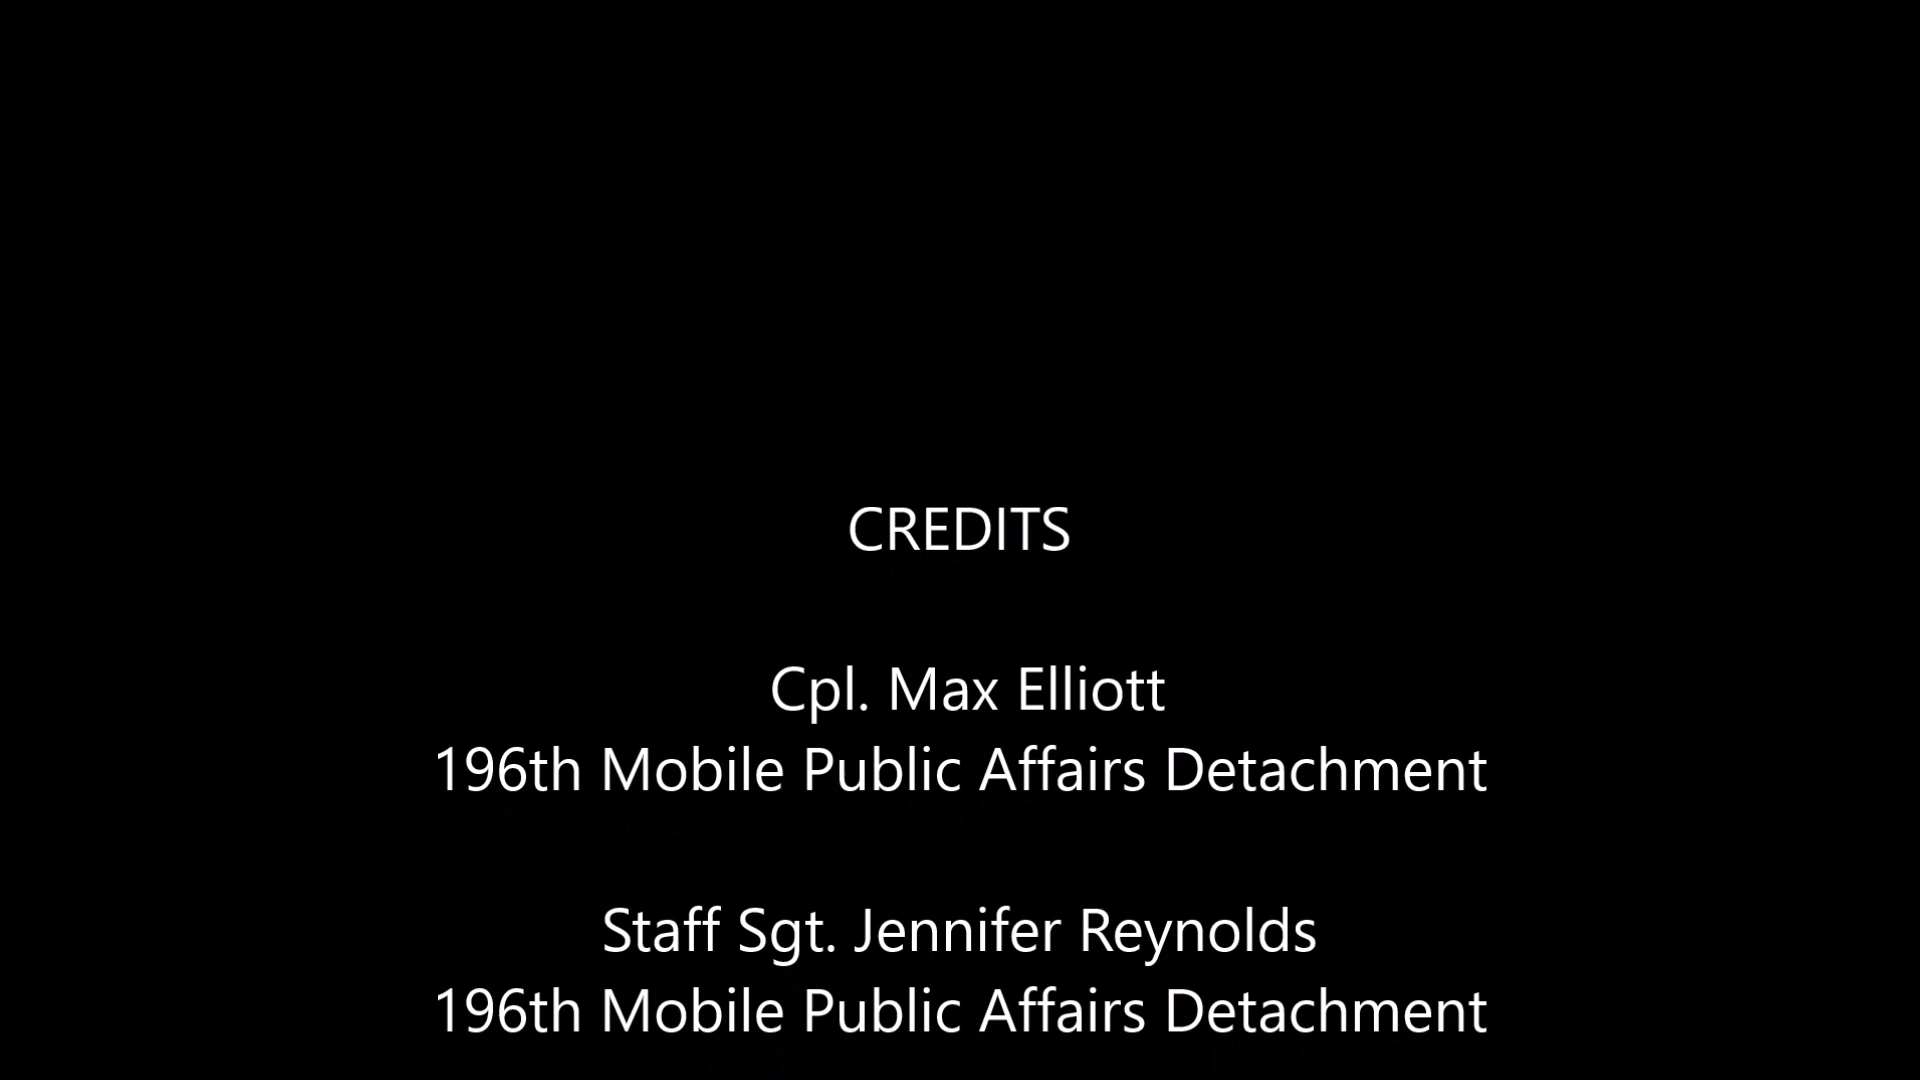 CREDITS
Cpl. Max Elliott
196th Mobile Public Affairs Detachment
Staff Sgt. Jennifer Reynolds
196th Mobile Public Affairs Detachment